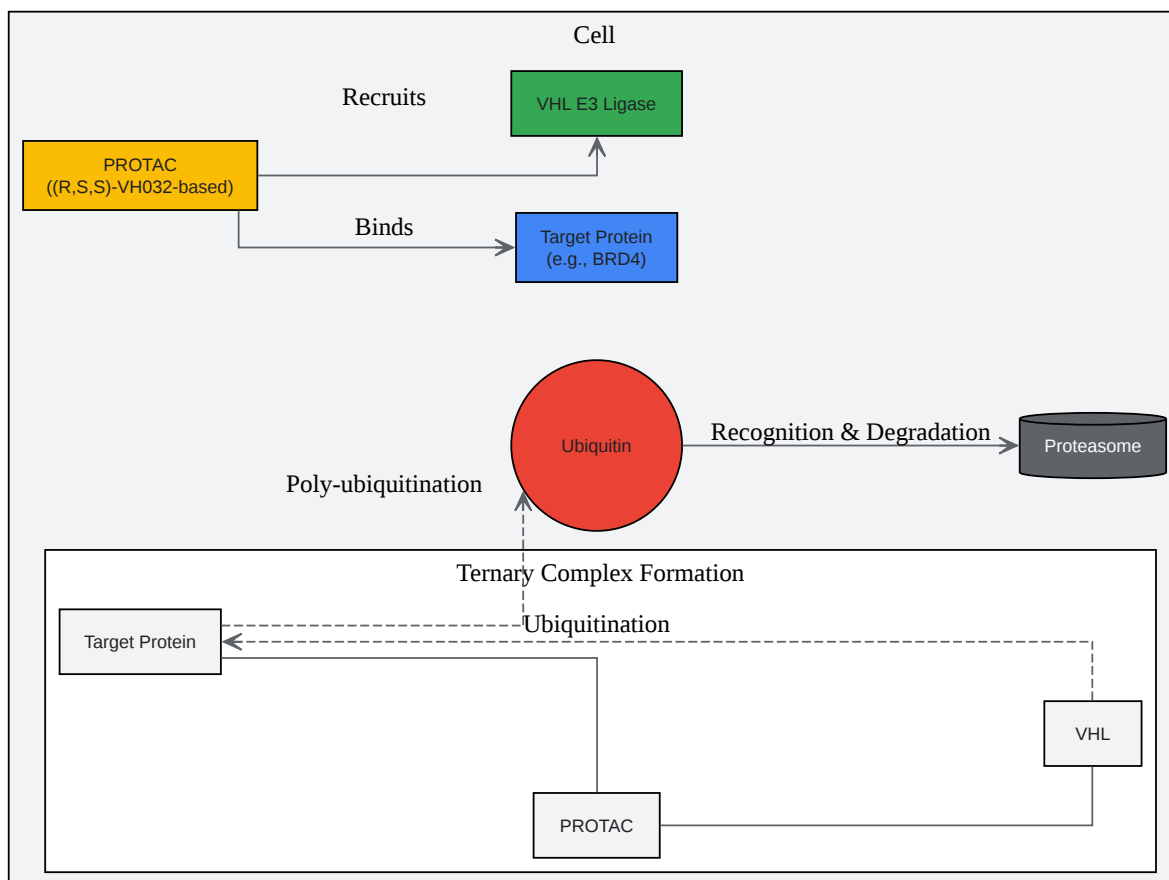 Cell
Recruits
VHL E3 Ligase
PROTAC
((R,S,S)-VH032-based)
Binds
Target Protein
(e.g., BRD4)
Ubiquitin
Recognition & Degradation
Proteasome
Poly-ubiquitination
Ternary Complex Formation
Ubiquitination
Target Protein
VHL
PROTAC